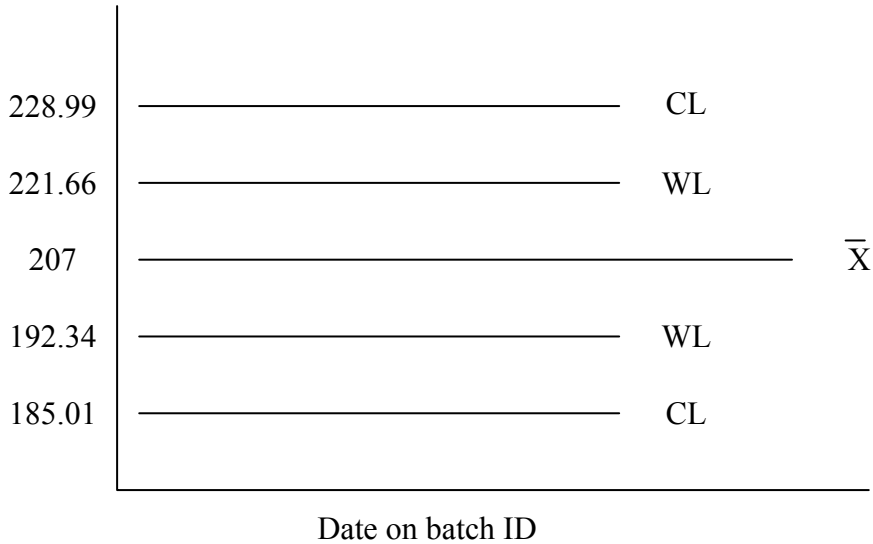 228.99 CL
221.66 WL
207 X̄
192.34 WL
185.01 CL
Date on batch ID